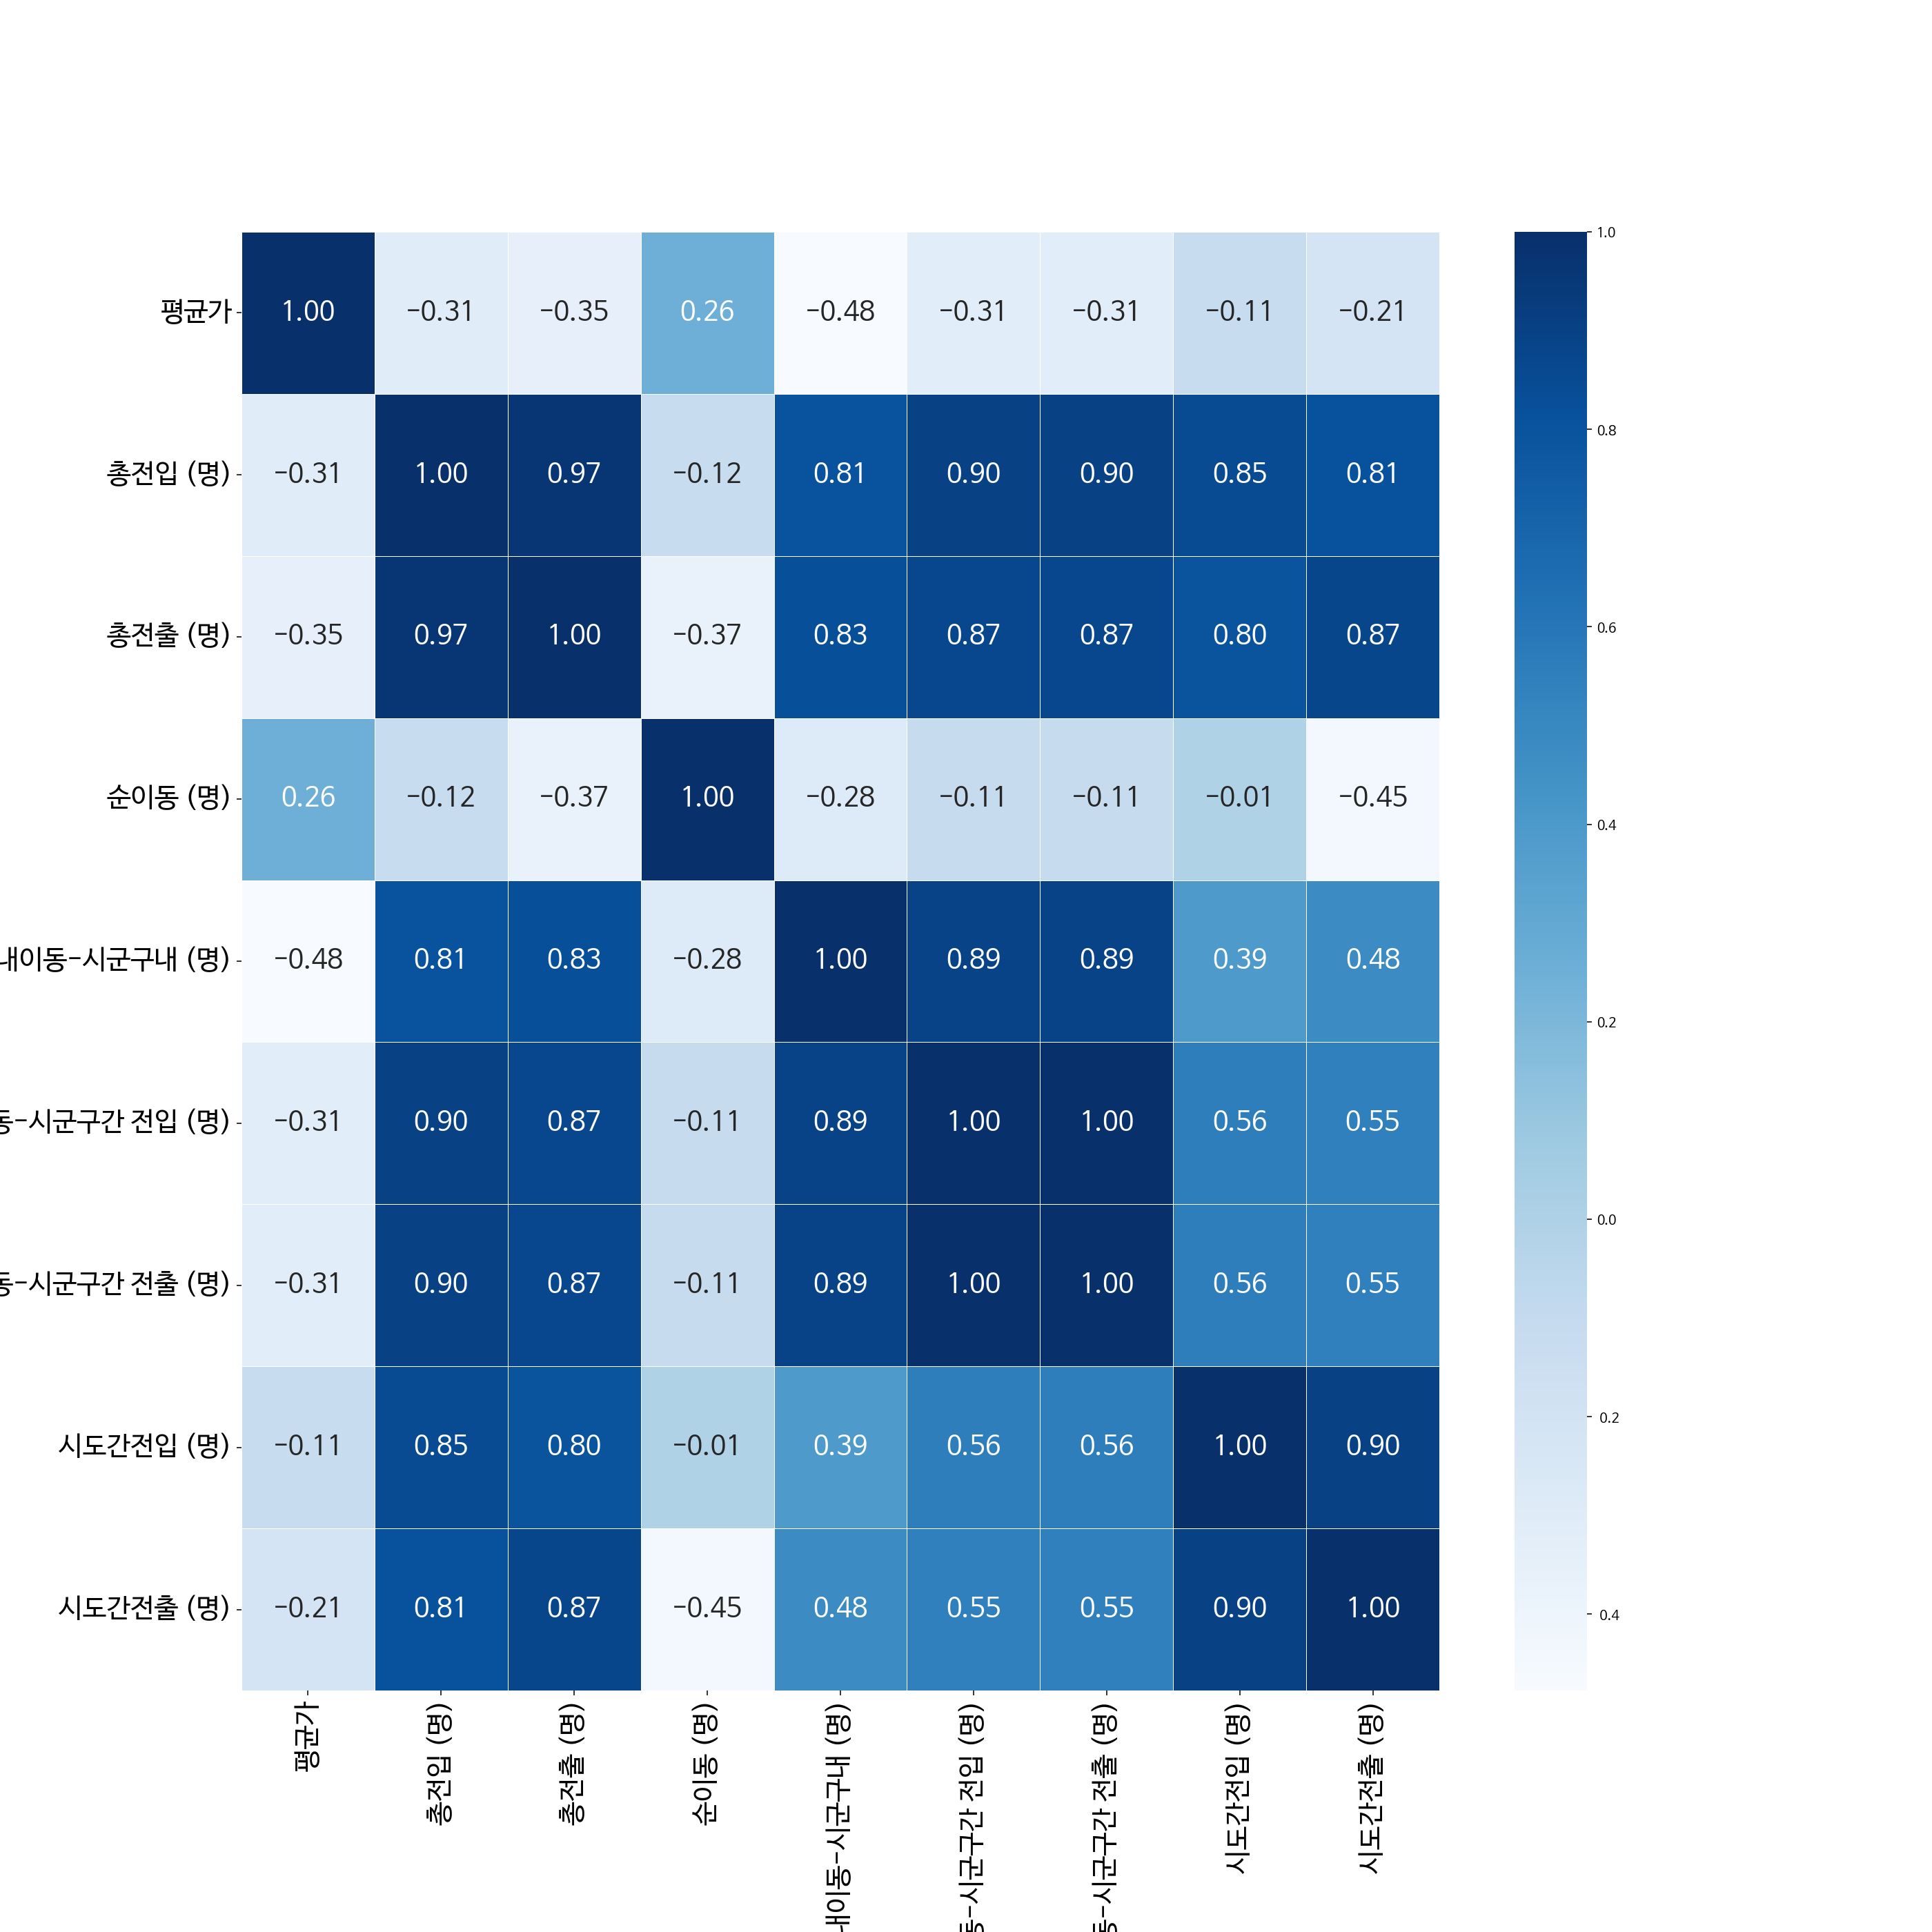 평균가 1.00 −0.31 −0.35 0.26 −0.48 −0.31 −0.31 −0.11 −0.21
총전입 (명) −0.31 1.00 0.97 −0.12 0.81 0.90 0.90 0.85 0.81
총전출 (명) −0.35 0.97 1.00 −0.37 0.83 0.87 0.87 0.80 0.87
순이동 (명) 0.26 −0.12 −0.37 1.00 −0.28 −0.11 −0.11 −0.01 −0.45
내이동-시군구내 (명) −0.48 0.81 0.83 −0.28 1.00 0.89 0.89 0.39 0.48
동-시군구간 전입 (명) −0.31 0.90 0.87 −0.11 0.89 1.00 1.00 0.56 0.55
동-시군구간 전출 (명) −0.31 0.90 0.87 −0.11 0.89 1.00 1.00 0.56 0.55
시도간전입 (명) −0.11 0.85 0.80 −0.01 0.39 0.56 0.56 1.00 0.90
시도간전출 (명) −0.21 0.81 0.87 −0.45 0.48 0.55 0.55 0.90 1.00
평균가
총전입 (명)
총전출 (명)
순이동 (명)
내이동-시군구내 (명)
동-시군구간 전입 (명)
동-시군구간 전출 (명)
시도간전입 (명)
시도간전출 (명)
1.0
0.8
0.6
0.4
0.2
0.0
0.2
0.4